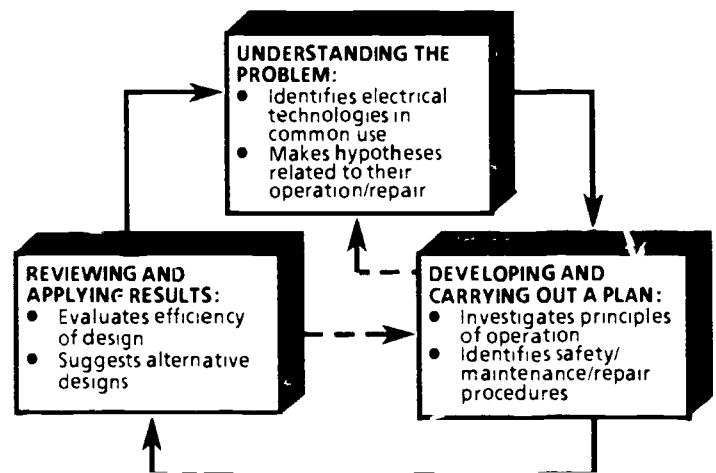 UNDERSTANDING THE
PROBLEM:
● Identifies electrical
technologies in
common use
● Makes hypotheses
related to their
operation/repair
REVIEWING AND
APPLYING RESULTS:
● Evaluates efficiency
of design
● Suggests alternative
designs
DEVELOPING AND
CARRYING OUT A PLAN:
● Investigates principles
of operation
● Identifies safety/
maintenance/repair
procedures